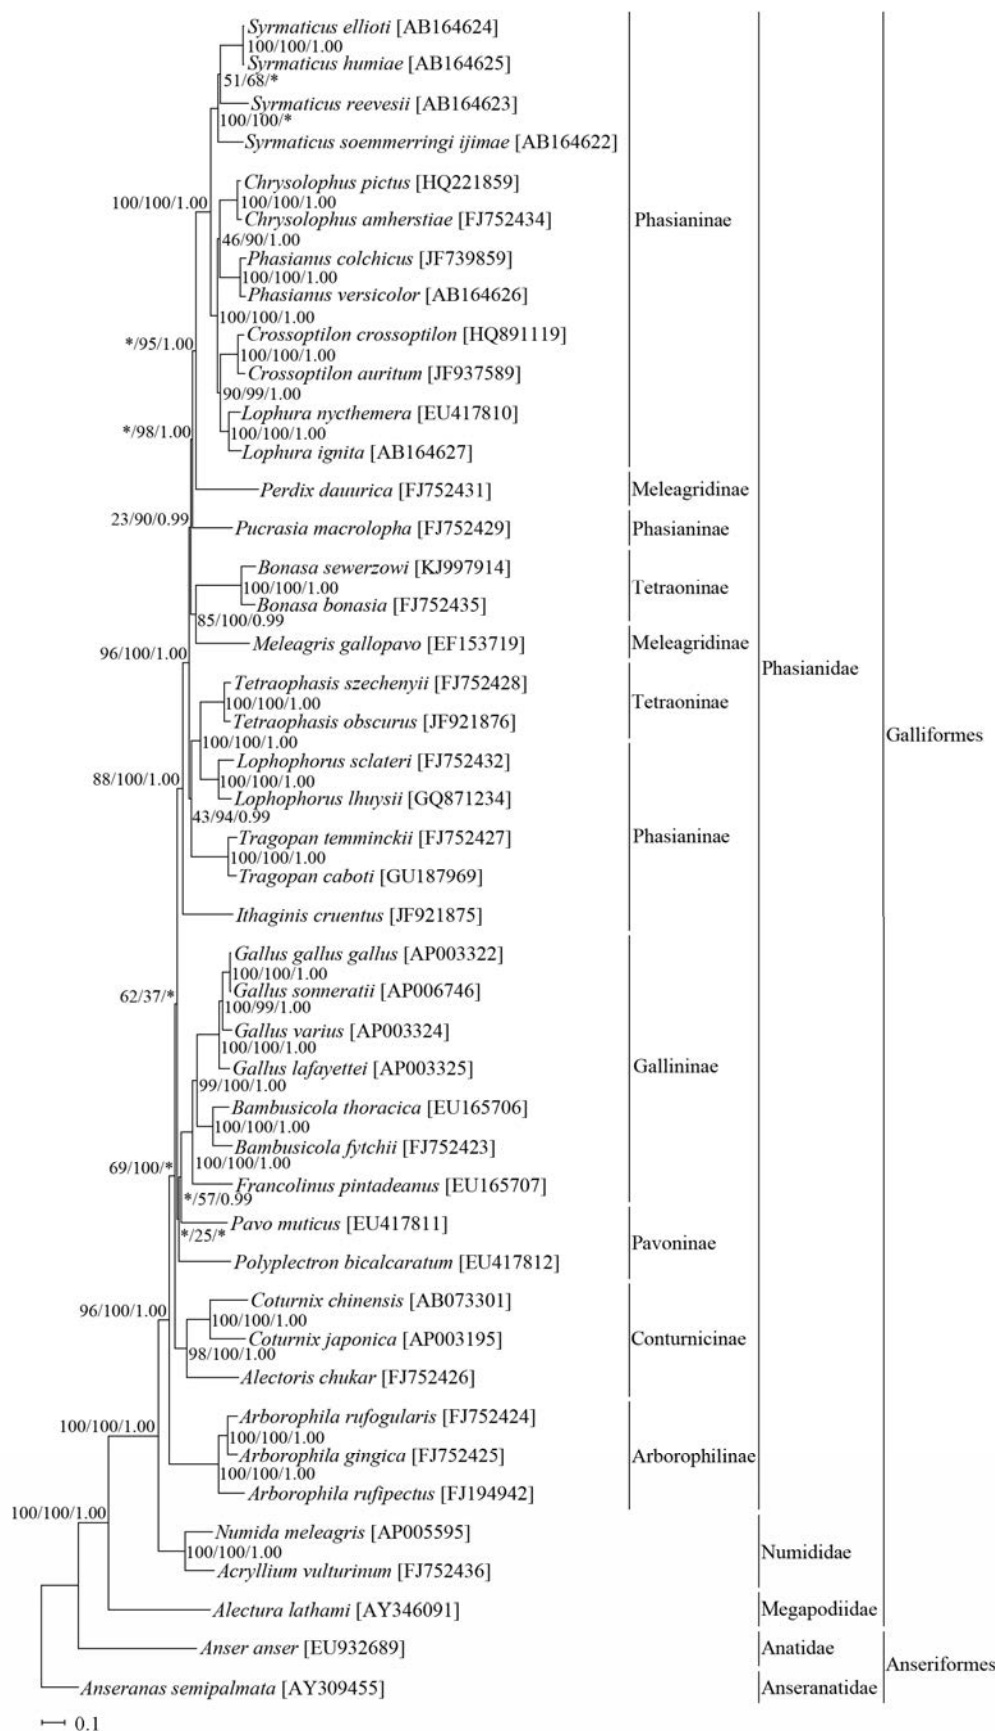 Syrmaticus ellioti [AB164624]
100/100/1.00
Syrmaticus humiae [AB164625]
51/68/*
Syrmaticus reevesii [AB164623]
100/100/*
Syrmaticus soemmerringi ijimae [AB164622]
Chrysolophus pictus [HQ221859]
100/100/1.00
100/100/1.00
Chrysolophus amherstiae [FJ752434]
Phasianinae
46/90/1.00
Phasianus colchicus [JF739859]
100/100/1.00
Phasianus versicolor [AB164626]
100/100/1.00
Crossoptilon crossoptilon [HQ891119]
*/95/1.00
100/100/1.00
Crossoptilon auritum [JF937589]
90/99/1.00
Lophura nycthemera [EU417810]
*/98/1.00
100/100/1.00
Lophura ignita [AB164627]
Perdix dauurica [FJ752431]
Meleagridinae
23/90/0.99
Pucrasia macrolopha [FJ752429]
Phasianinae
Bonasa sewerzowi [KJ997914]
100/100/1.00
Tetraoninae
Bonasa bonasia [FJ752435]
85/100/0.99
Meleagris gallopavo [EF153719]
Meleagridinae
96/100/1.00
Phasianidae
Tetraophasis szechenyii [FJ752428]
100/100/1.00
Tetraoninae
Tetraophasis obscurus [JF921876]
Galliformes
100/100/1.00
Lophophorus sclateri [FJ752432]
88/100/1.00
100/100/1.00
Lophophorus lhuysii [GQ871234]
43/94/0.99
Tragopan temminckii [FJ752427]
Phasianinae
100/100/1.00
Tragopan caboti [GU187969]
Ithaginis cruentus [JF921875]
Gallus gallus gallus [AP003322]
100/100/1.00
Gallus sonneratii [AP006746]
62/37/*
100/99/1.00
Gallus varius [AP003324]
100/100/1.00
Gallus lafayettei [AP003325]
Gallininae
99/100/1.00
Bambusicola thoracica [EU165706]
100/100/1.00
Bambusicola fytchii [FJ752423]
100/100/1.00
69/100/*
Francolinus pintadeanus [EU165707]
*/57/0.99
Pavo muticus [EU417811]
*/25/*
Pavoninae
Polyplectron bicalcaratum [EU417812]
Coturnix chinensis [AB073301]
96/100/1.00
100/100/1.00
Coturnix japonica [AP003195]
Conturnicinae
98/100/1.00
Alectoris chukar [FJ752426]
Arborophila rufogularis [FJ752424]
100/100/1.00
100/100/1.00
Arborophila gingica [FJ752425]
Arborophilinae
100/100/1.00
Arborophila rufipectus [FJ194942]
100/100/1.00
Numida meleagris [AP005595]
100/100/1.00
Numididae
Acryllium vulturinum [FJ752436]
Alectura lathami [AY346091]
Megapodiidae
Anser anser [EU932689]
Anatidae
Anseriformes
Anseranas semipalmata [AY309455]
Anseranatidae
0.1